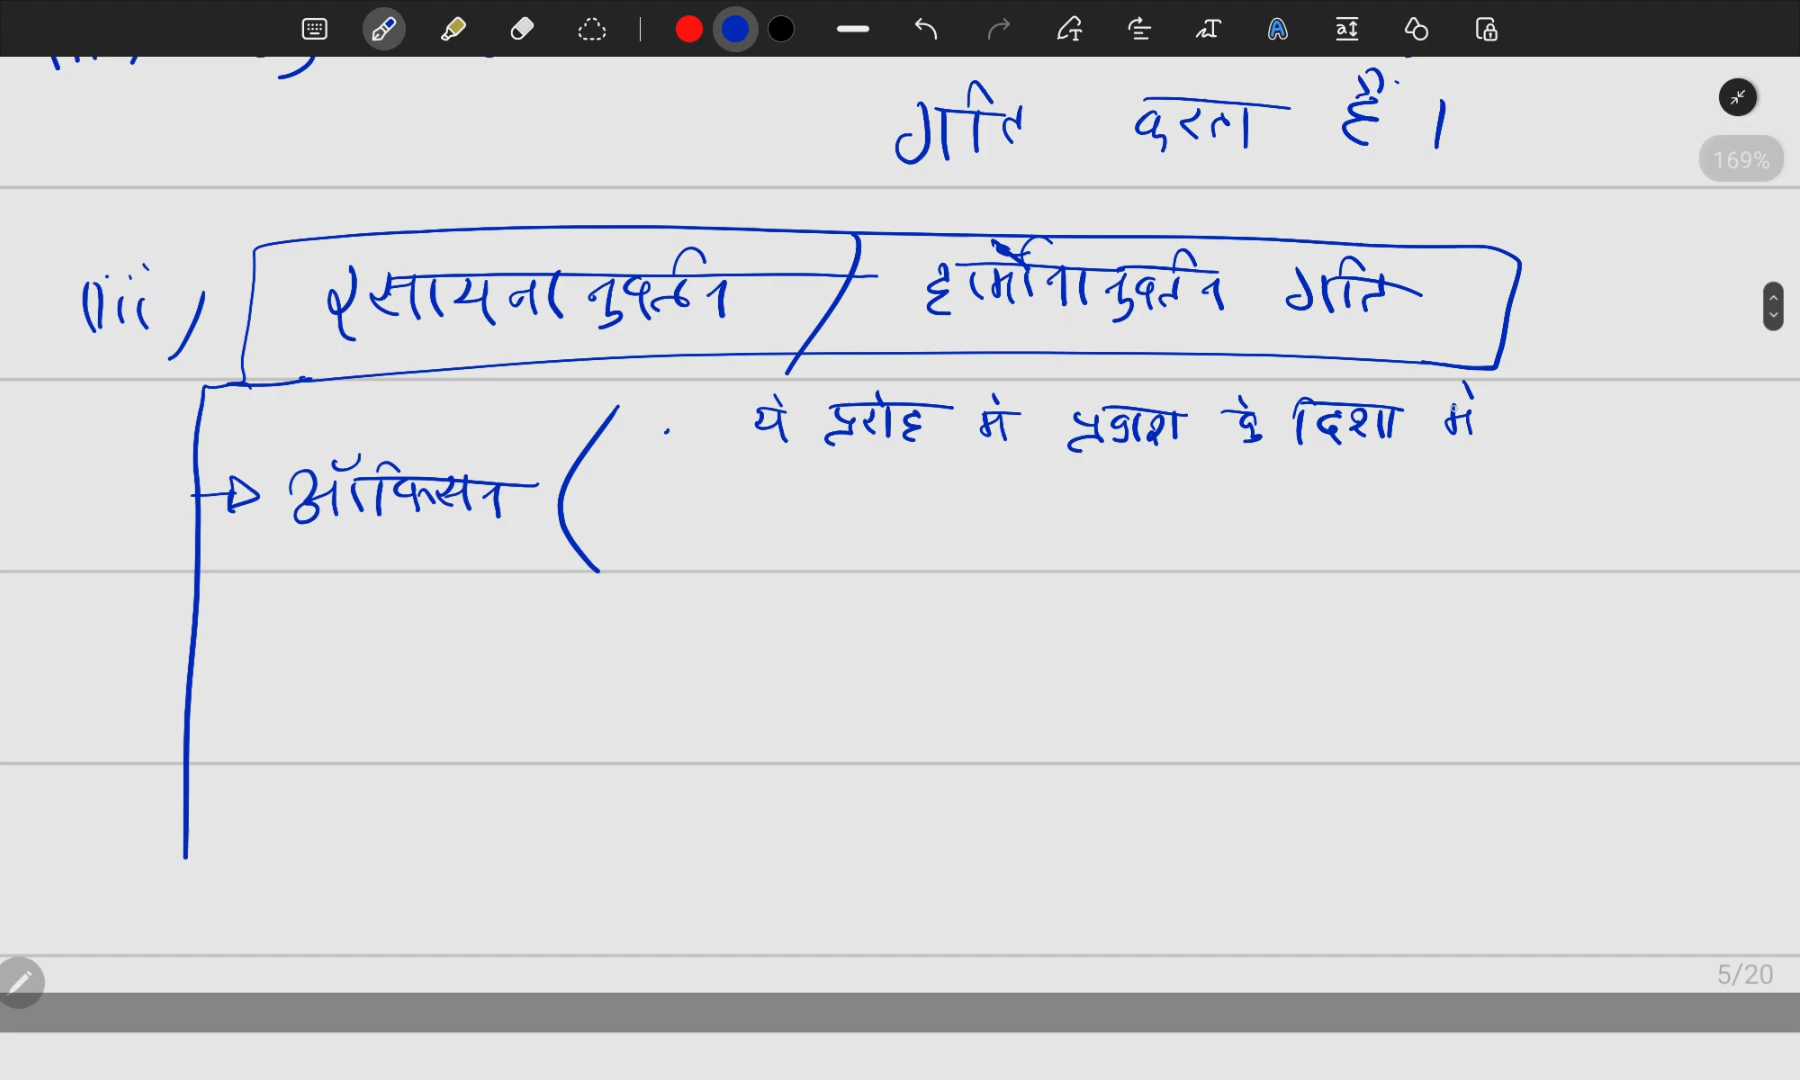 गति करता है ।
iii, रसायनानुवर्तन / हार्मोनानुवर्तन गति
ये प्ररोह में प्रकाश के दिशा में
→ ऑक्सिन (
169%
5/20